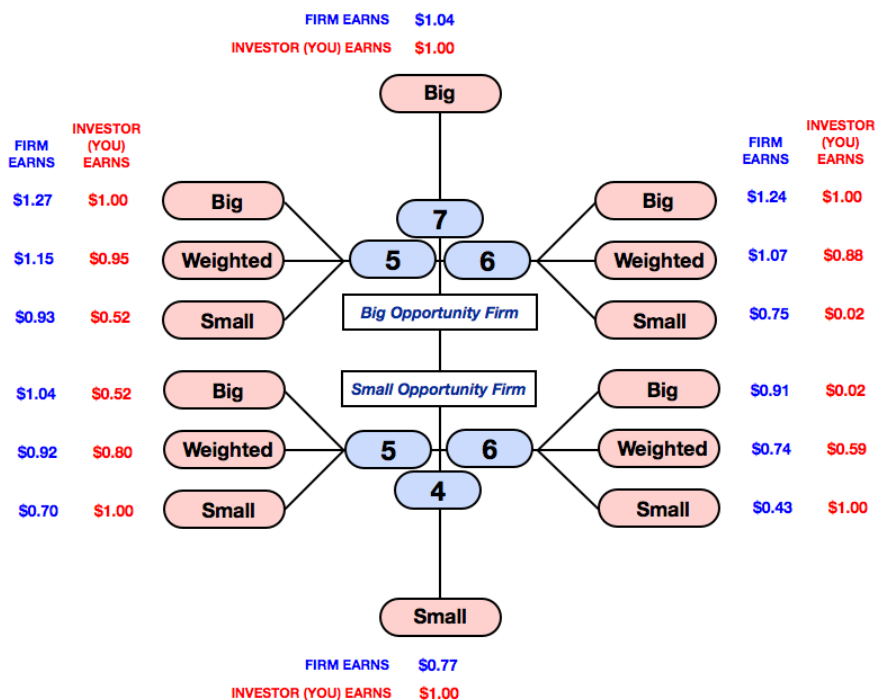 FIRM EARNS $1.04
INVESTOR (YOU) EARNS $1.00
Big
FIRM EARNS
INVESTOR (YOU) EARNS
$1.27 $1.00 Big
$1.15 $0.95 Weighted
$0.93 $0.52 Small
7
5 6
FIRM EARNS
INVESTOR (YOU) EARNS
Big $1.24 $1.00
Weighted $1.07 $0.88
Small $0.75 $0.02
Big Opportunity Firm
Small Opportunity Firm
$1.04 $0.52 Big
$0.92 $0.80 Weighted
$0.70 $1.00 Small
5 6
4
Big $0.91 $0.02
Weighted $0.74 $0.59
Small $0.43 $1.00
Small
FIRM EARNS $0.77
INVESTOR (YOU) EARNS $1.00